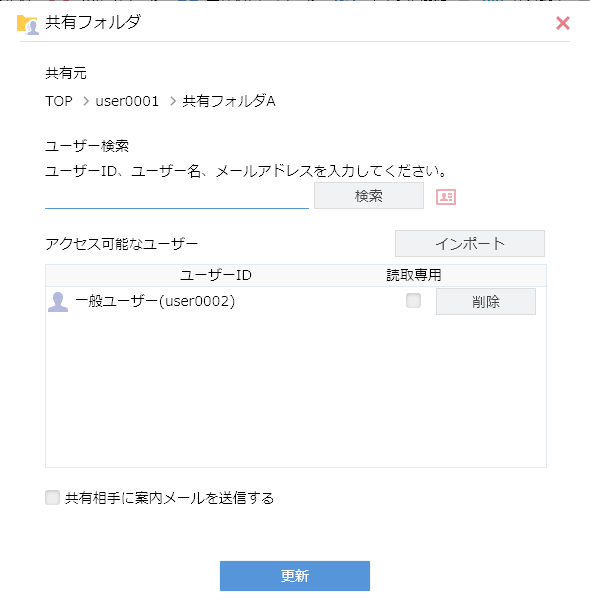 共有フォルダ
共有元
TOP > user0001 > 共有フォルダA
ユーザー検索
ユーザーID、ユーザー名、メールアドレスを入力してください。
検索
アクセス可能なユーザー インポート
ユーザーID 読取専用
一般ユーザー(user0002) 削除
共有相手に案内メールを送信する
更新